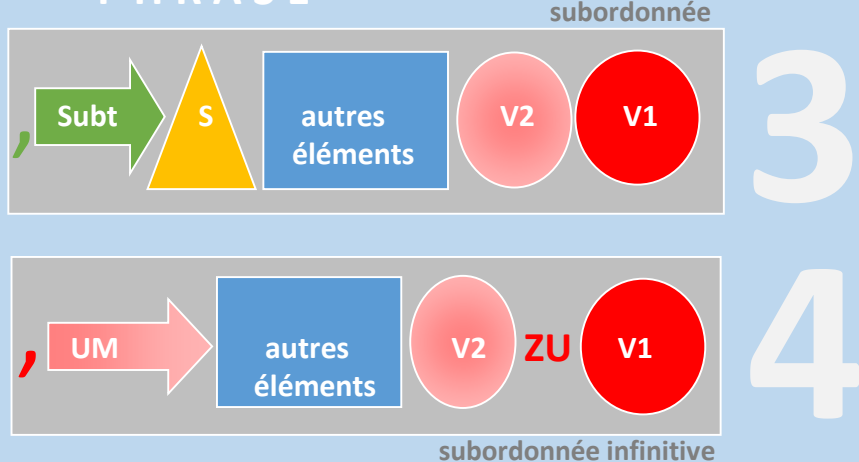 subordonnée
, Subt S autres éléments V2 V1
3
, UM autres éléments V2 ZU V1
4
subordonnée infinitive